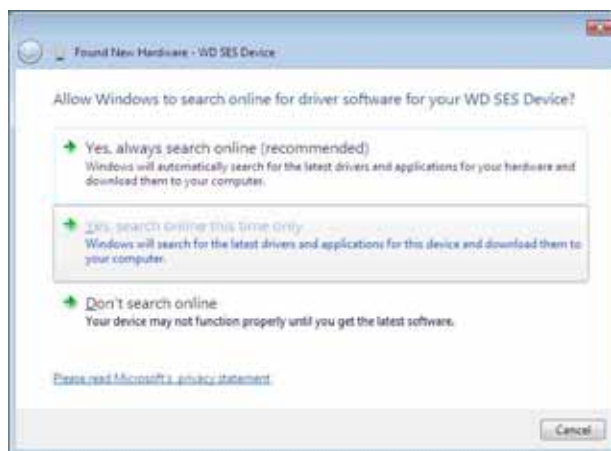 Found New Hardware - WD SES Device
Allow Windows to search online for driver software for your WD SES Device?
Yes, always search online (recommended)
Windows will automatically search for the latest drivers and applications for your hardware and
download them to your computer.
Yes, search online this time only
Windows will search for the latest drivers and applications for this device and download them to
your computer.
Don't search online
Your device may not function properly until you get the latest software.
Please read Microsoft's privacy statement
Cancel